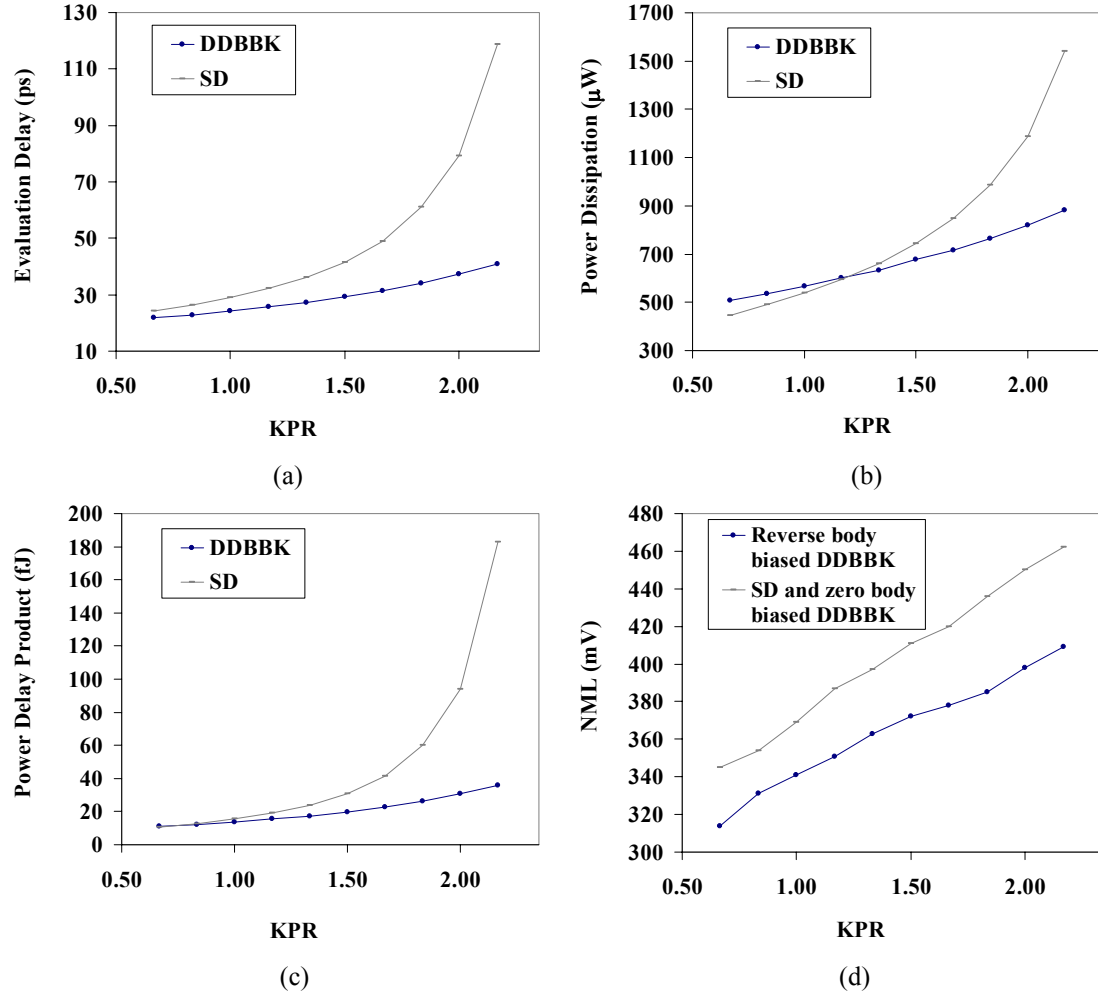 130
110
90
70
50
30
10
Evaluation Delay (ps)
DDBBK
SD
0.50 1.00 1.50 2.00
KPR
(a)
1700
1500
1300
1100
900
700
500
300
Power Dissipation (μW)
DDBBK
SD
0.50 1.00 1.50 2.00
KPR
(b)
200
180
160
140
120
100
80
60
40
20
0
Power Delay Product (fJ)
DDBBK
SD
0.50 1.00 1.50 2.00
KPR
(c)
480
460
440
420
400
380
360
340
320
300
NML (mV)
Reverse body
biased DDBBK
SD and zero body
biased DDBBK
0.50 1.00 1.50 2.00
KPR
(d)